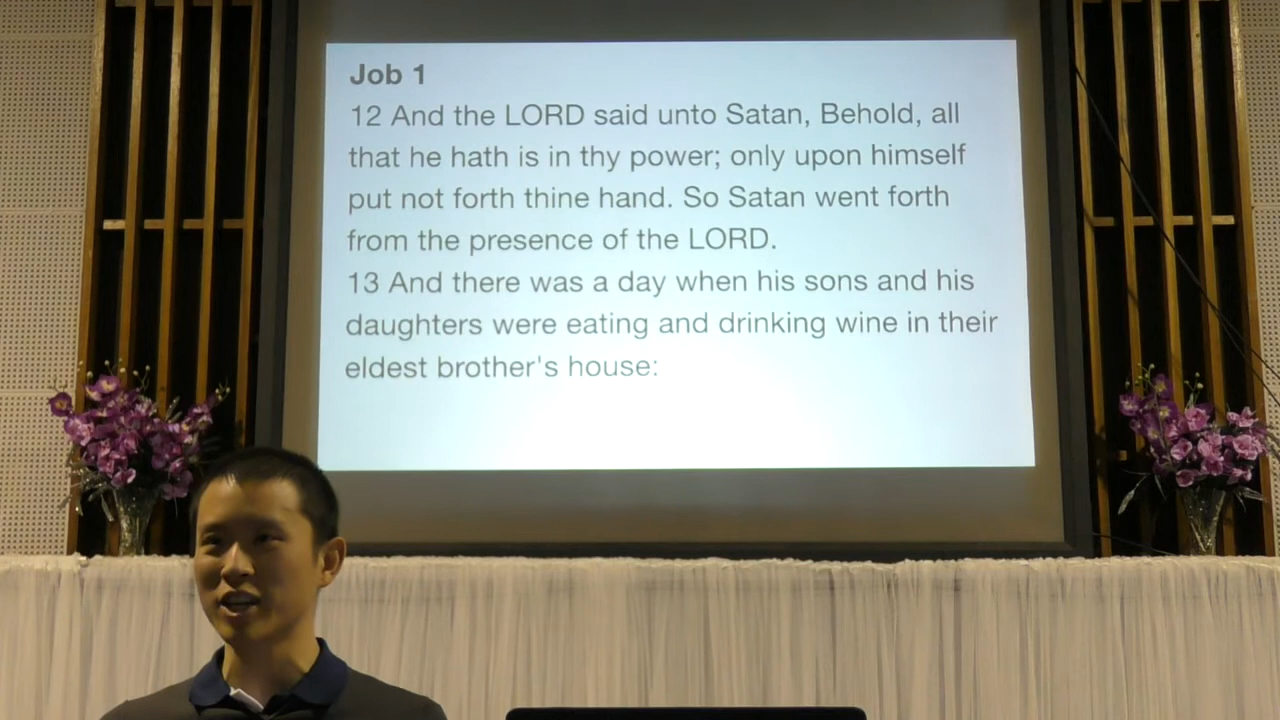 Job 1
12 And the LORD said unto Satan, Behold, all
that he hath is in thy power; only upon himself
put not forth thine hand. So Satan went forth
from the presence of the LORD.
13 And there was a day when his sons and his
daughters were eating and drinking wine in their
eldest brother's house: